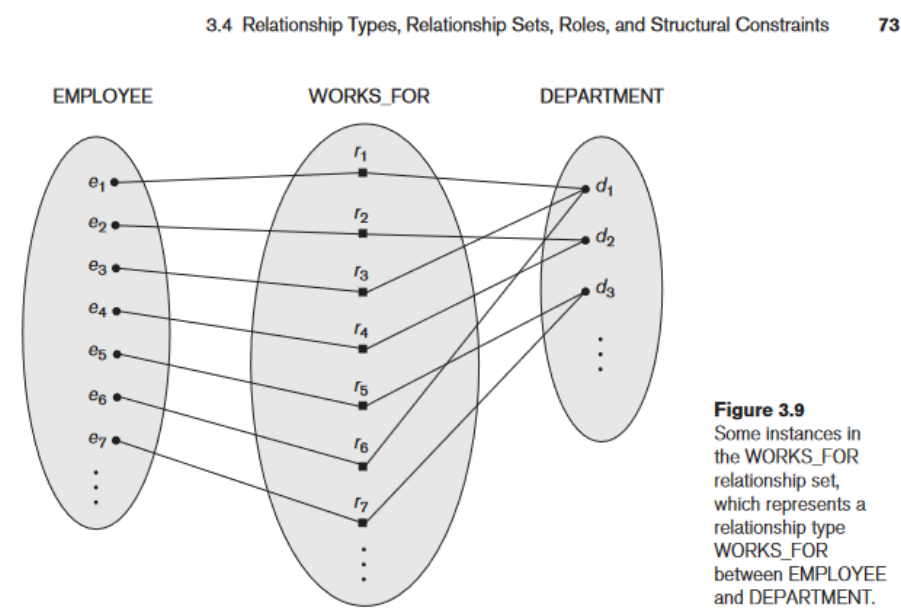 3.4 Relationship Types, Relationship Sets, Roles, and Structural Constraints 73
EMPLOYEE WORKS_FOR DEPARTMENT
e1
e2
e3
e4
e5
e6
e7
r1
r2
r3
r4
r5
r6
r7
d1
d2
d3
Figure 3.9
Some instances in
the WORKS_FOR
relationship set,
which represents a
relationship type
WORKS_FOR
between EMPLOYEE
and DEPARTMENT.